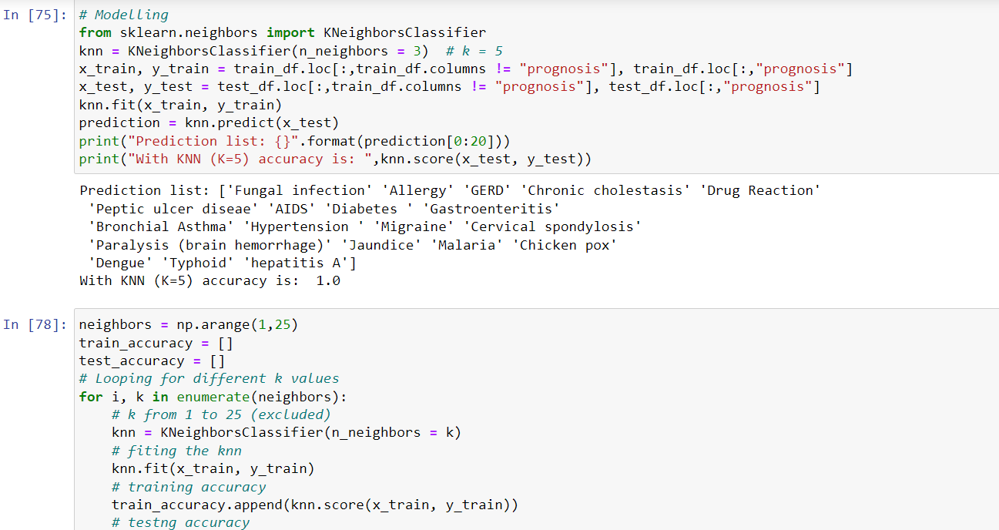 In [75]: # Modelling
from sklearn.neighbors import KNeighborsClassifier
knn = KNeighborsClassifier(n_neighbors = 3)  # k = 5
x_train, y_train = train_df.loc[:,train_df.columns != "prognosis"], train_df.loc[:,"prognosis"]
x_test, y_test = test_df.loc[:,train_df.columns != "prognosis"], test_df.loc[:,"prognosis"]
knn.fit(x_train, y_train)
prediction = knn.predict(x_test)
print("Prediction list: {}".format(prediction[0:20]))
print("With KNN (K=5) accuracy is: ",knn.score(x_test, y_test))
Prediction list: ['Fungal infection' 'Allergy' 'GERD' 'Chronic cholestasis' 'Drug Reaction'
 'Peptic ulcer diseae' 'AIDS' 'Diabetes ' 'Gastroenteritis'
 'Bronchial Asthma' 'Hypertension ' 'Migraine' 'Cervical spondylosis'
 'Paralysis (brain hemorrhage)' 'Jaundice' 'Malaria' 'Chicken pox'
 'Dengue' 'Typhoid' 'hepatitis A']
With KNN (K=5) accuracy is:  1.0
In [78]: neighbors = np.arange(1,25)
train_accuracy = []
test_accuracy = []
# Looping for different k values
for i, k in enumerate(neighbors):
    # k from 1 to 25 (excluded)
    knn = KNeighborsClassifier(n_neighbors = k)
    # fiting the knn
    knn.fit(x_train, y_train)
    # training accuracy
    train_accuracy.append(knn.score(x_train, y_train))
    # testng accuracy